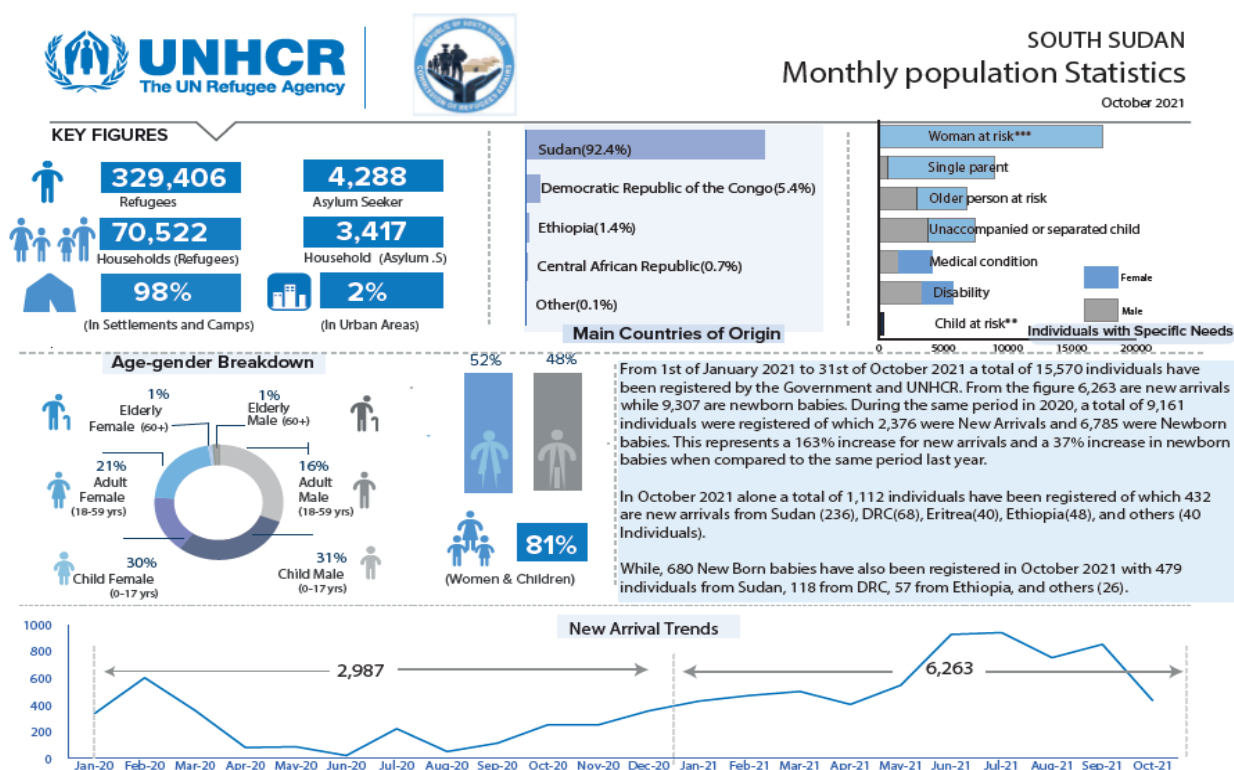 UNHCR
The UN Refugee Agency
REPUBLIC OF SOUTH SUDAN
COMMISSION OF REFUGEES AFFAIRS
SOUTH SUDAN
Monthly population Statistics
October 2021
KEY FIGURES
329,406
Refugees
4,288
Asylum Seeker
70,522
Households (Refugees)
3,417
Household (Asylum .S)
98%
(In Settlements and Camps)
2%
(In Urban Areas)
Sudan(92.4%)
Democratic Republic of the Congo(5.4%)
Ethiopia(1.4%)
Central African Republic(0.7%)
Other(0.1%)
Main Countries of Origin
Woman at risk***
Single parent
Older person at risk
Unaccompanied or separated child
Medical condition
Disability
Child at risk**
Female
Male
Individuals with Specific Needs
0 5000 10000 15000 20000
Age-gender Breakdown
1%
Elderly
Female (60+)
1%
Elderly
Male (60+)
21%
Adult
Female
(18-59 yrs)
16%
Adult
Male
(18-59 yrs)
30%
Child Female
(0-17 yrs)
31%
Child Male
(0-17 yrs)
52%
48%
81%
(Women & Children)
From 1st of January 2021 to 31st of October 2021 a total of 15,570 individuals have
been registered by the Government and UNHCR. From the figure 6,263 are new arrivals
while 9,307 are newborn babies. During the same period in 2020, a total of 9,161
individuals were registered of which 2,376 were New Arrivals and 6,785 were Newborn
babies. This represents a 163% increase for new arrivals and a 37% increase in newborn
babies when compared to the same period last year.
In October 2021 alone a total of 1,112 individuals have been registered of which 432
are new arrivals from Sudan (236), DRC(68), Eritrea(40), Ethiopia(48), and others (40
Individuals).
While, 680 New Born babies have also been registered in October 2021 with 479
individuals from Sudan, 118 from DRC, 57 from Ethiopia, and others (26).
New Arrival Trends
1000
800
600
400
200
0
2,987
6,263
Jan-20 Feb-20 Mar-20 Apr-20 May-20 Jun-20 Jul-20 Aug-20 Sep-20 Oct-20 Nov-20 Dec-20 Jan-21 Feb-21 Mar-21 Apr-21 May-21 Jun-21 Jul-21 Aug-21 Sep-21 Oct-21